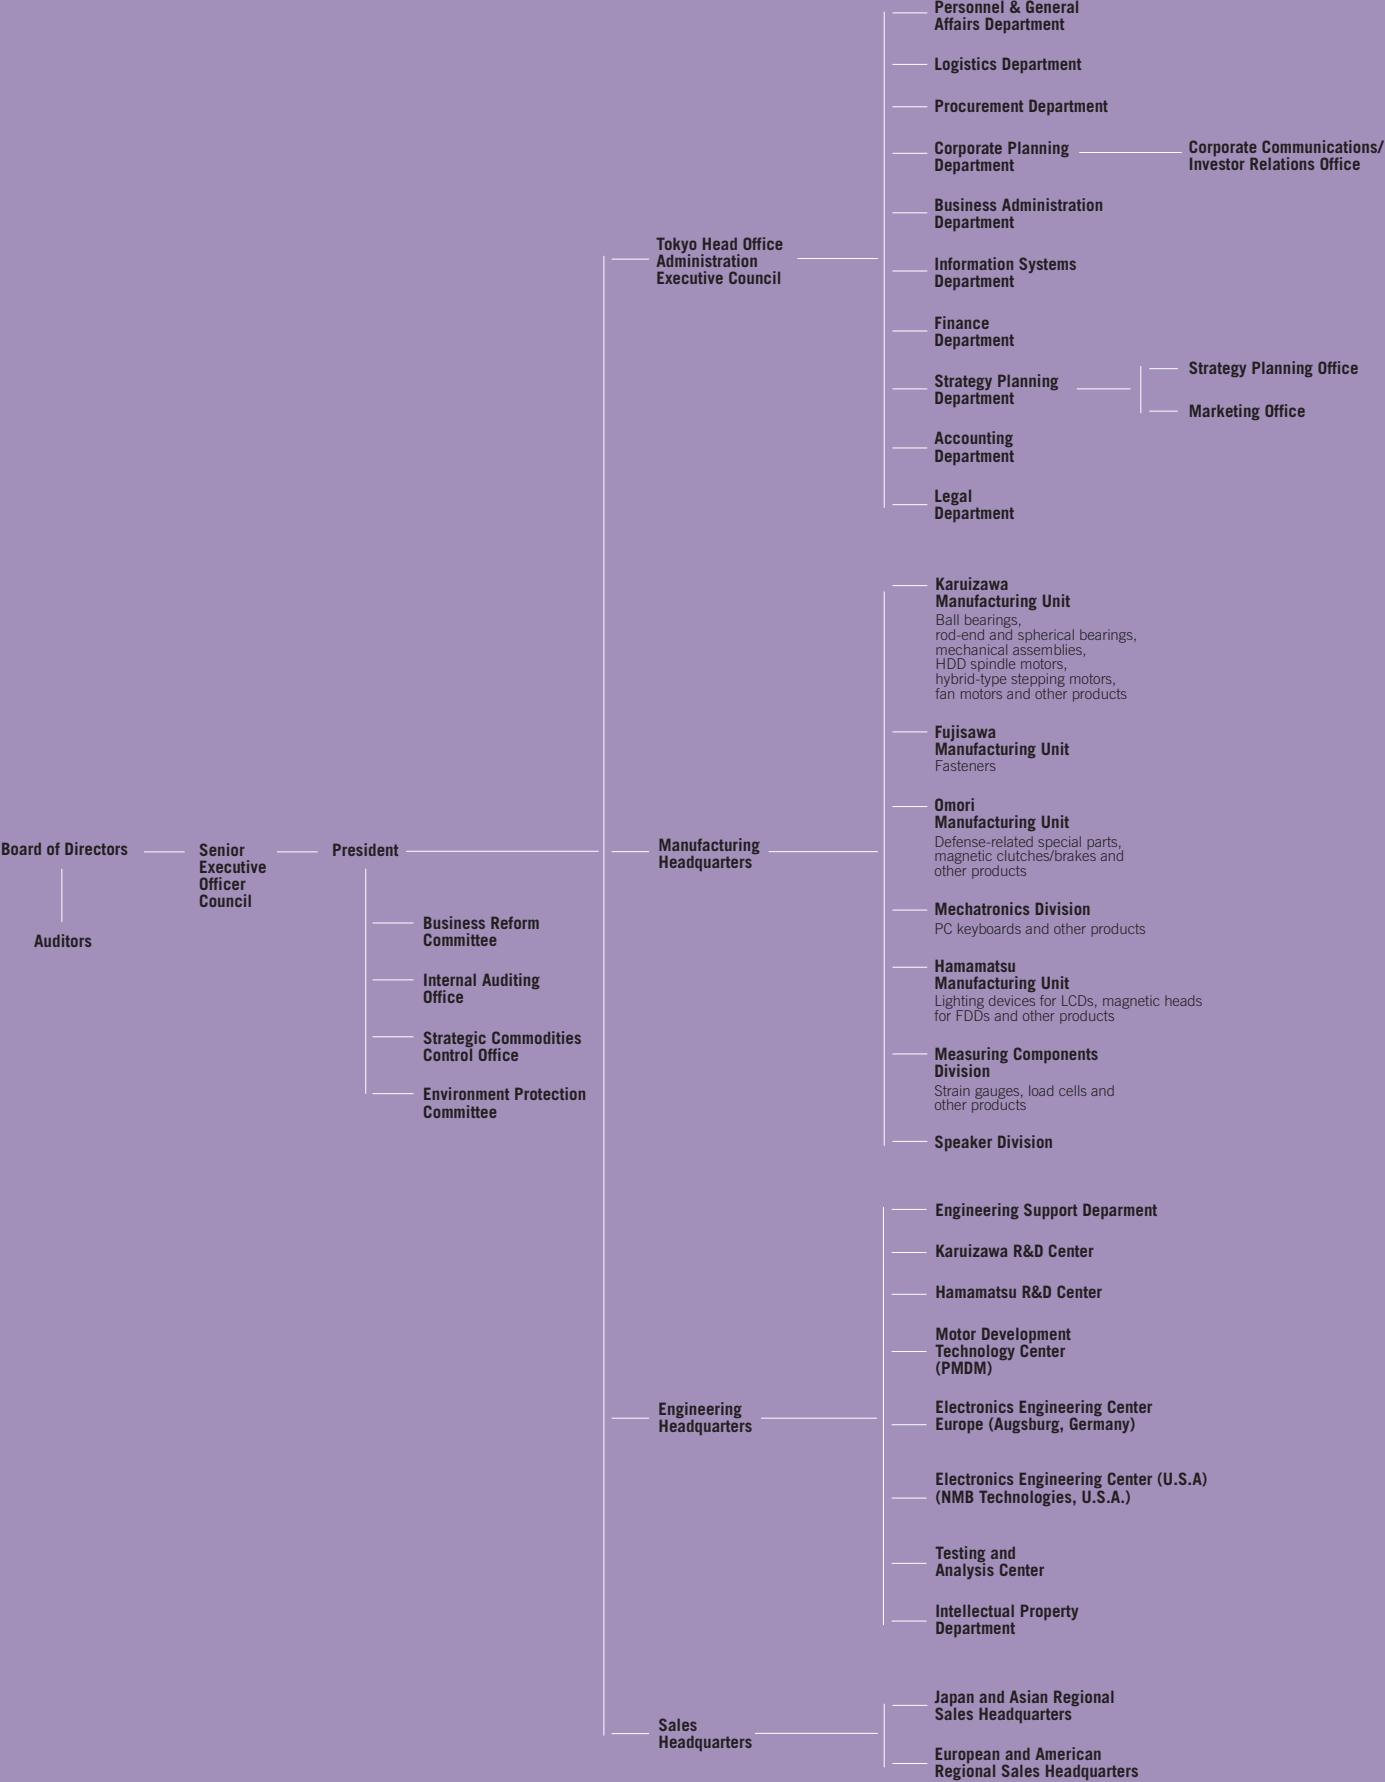 Board of Directors
Auditors
Senior
Executive
Officer
Council
President
Business Reform
Committee
Internal Auditing
Office
Strategic Commodities
Control Office
Environment Protection
Committee
Tokyo Head Office
Administration
Executive Council
Personnel & General
Affairs Department
Logistics Department
Procurement Department
Corporate Planning
Department
Corporate Communications/
Investor Relations Office
Business Administration
Department
Information Systems
Department
Finance
Department
Strategy Planning
Department
Strategy Planning Office
Marketing Office
Accounting
Department
Legal
Department
Manufacturing
Headquarters
Karuizawa
Manufacturing Unit
Ball bearings,
rod-end and spherical bearings,
mechanical assemblies,
HDD spindle motors,
hybrid-type stepping motors,
fan motors and other products
Fujisawa
Manufacturing Unit
Fasteners
Omori
Manufacturing Unit
Defense-related special parts,
magnetic clutches/brakes and
other products
Mechatronics Division
PC keyboards and other products
Hamamatsu
Manufacturing Unit
Lighting devices for LCDs, magnetic heads
for FDDs and other products
Measuring Components
Division
Strain gauges, load cells and
other products
Speaker Division
Engineering
Headquarters
Engineering Support Deparment
Karuizawa R&D Center
Hamamatsu R&D Center
Motor Development
Technology Center
(PMDM)
Electronics Engineering Center
Europe (Augsburg, Germany)
Electronics Engineering Center (U.S.A)
(NMB Technologies, U.S.A.)
Testing and
Analysis Center
Intellectual Property
Department
Sales
Headquarters
Japan and Asian Regional
Sales Headquarters
European and American
Regional Sales Headquarters